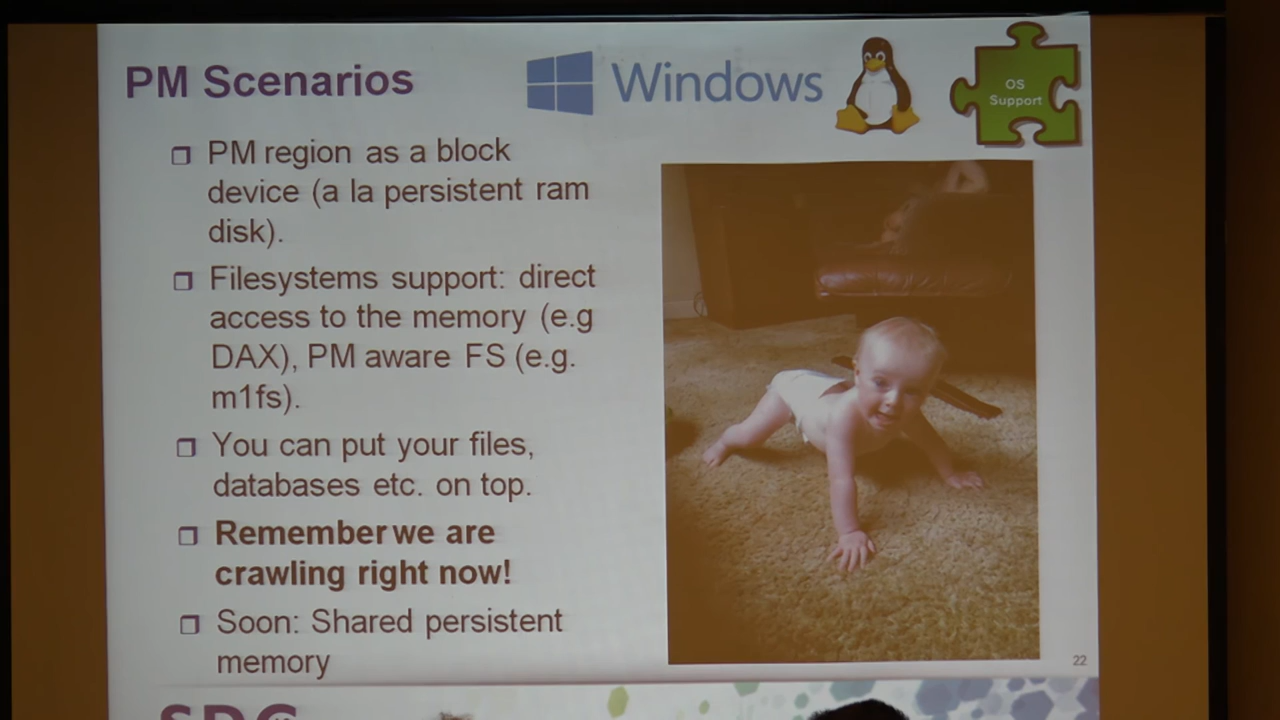 PM Scenarios
Windows
OS
Support
PM region as a block
device (a la persistent ram
disk).
Filesystems support: direct
access to the memory (e.g
DAX), PM aware FS (e.g.
m1fs).
You can put your files,
databases etc. on top.
Remember we are
crawling right now!
Soon: Shared persistent
memory
22
SDC